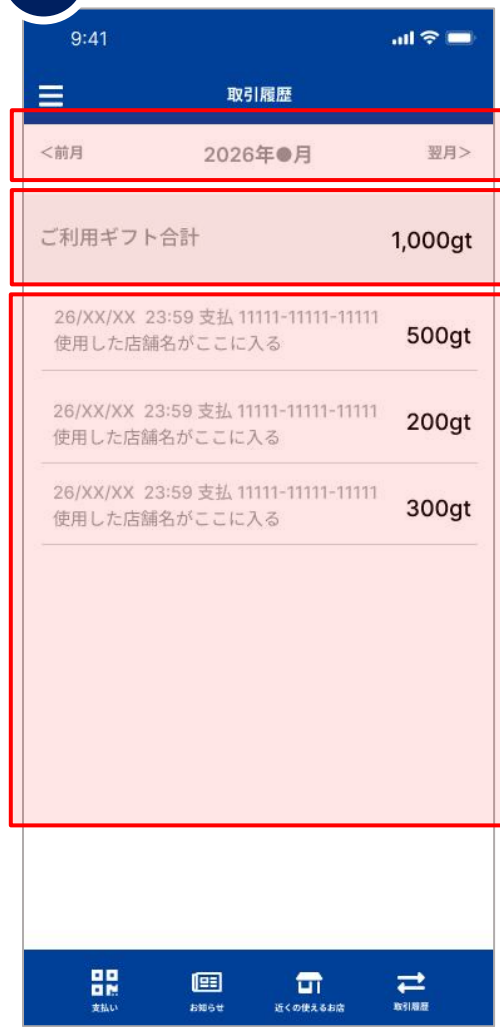 9:41
取引履歴
<前月 2026年●月 翌月>
ご利用ギフト合計 1,000gt
26/XX/XX 23:59 支払 11111-11111-11111
使用した店舗名がここに入る 500gt
26/XX/XX 23:59 支払 11111-11111-11111
使用した店舗名がここに入る 200gt
26/XX/XX 23:59 支払 11111-11111-11111
使用した店舗名がここに入る 300gt
支払い お知らせ 近くの使えるお店 取引履歴